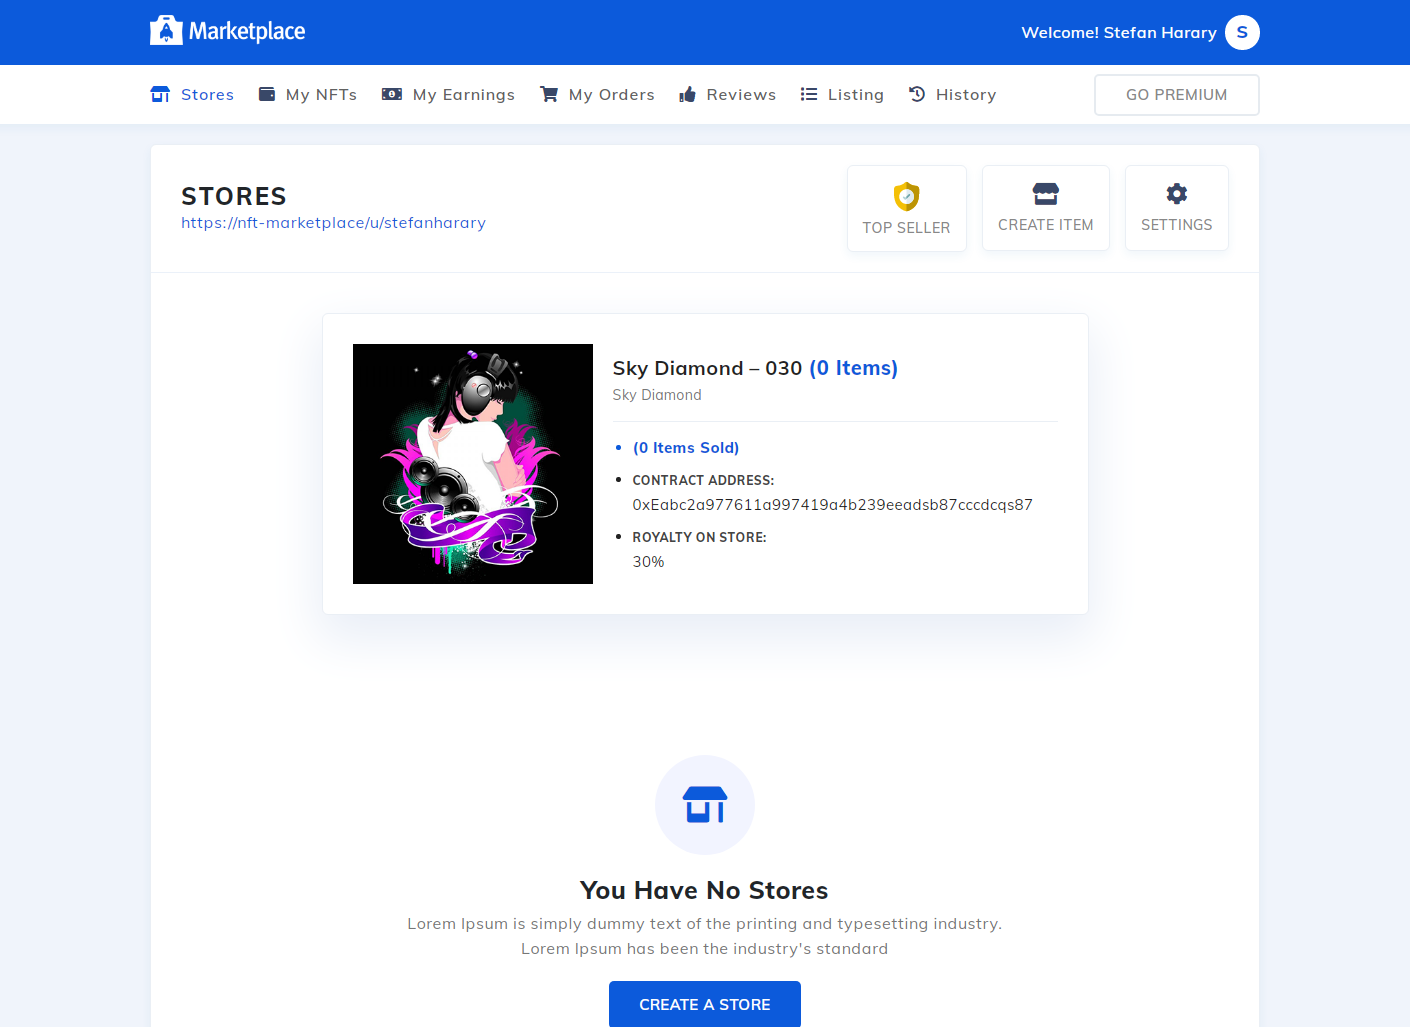 Marketplace
Welcome! Stefan Harary S
Stores My NFTs My Earnings My Orders Reviews Listing History GO PREMIUM
STORES
https://nft-marketplace/u/stefanharary
TOP SELLER CREATE ITEM SETTINGS
Sky Diamond – 030 (0 Items)
Sky Diamond
(0 Items Sold)
CONTRACT ADDRESS:
0xEabc2a977611a997419a4b239eeadsb87cccdcqs87
ROYALTY ON STORE:
30%
You Have No Stores
Lorem Ipsum is simply dummy text of the printing and typesetting industry.
Lorem Ipsum has been the industry's standard
CREATE A STORE